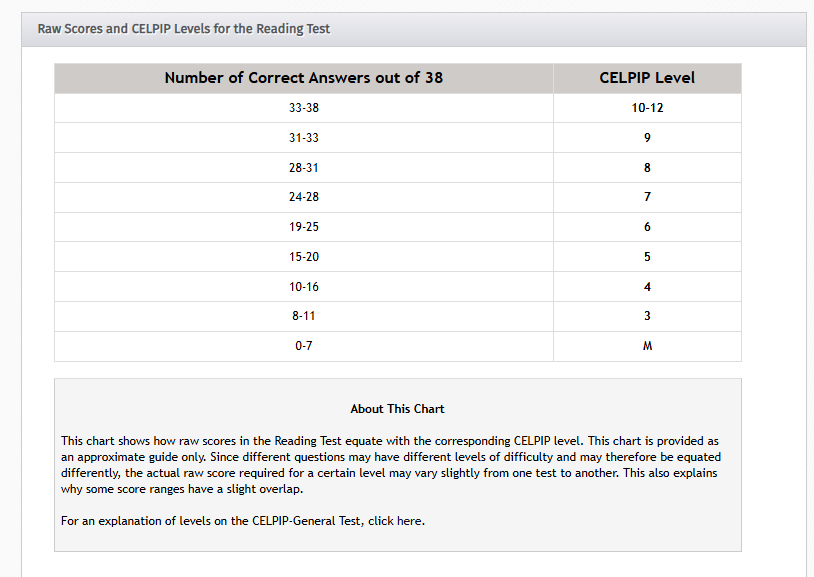 Raw Scores and CELPIP Levels for the Reading Test
Number of Correct Answers out of 38 CELPIP Level
33-38 10-12
31-33 9
28-31 8
24-28 7
19-25 6
15-20 5
10-16 4
8-11 3
0-7 M
About This Chart
This chart shows how raw scores in the Reading Test equate with the corresponding CELPIP level. This chart is provided as
an approximate guide only. Since different questions may have different levels of difficulty and may therefore be equated
differently, the actual raw score required for a certain level may vary slightly from one test to another. This also explains
why some score ranges have a slight overlap.
For an explanation of levels on the CELPIP-General Test, click here.